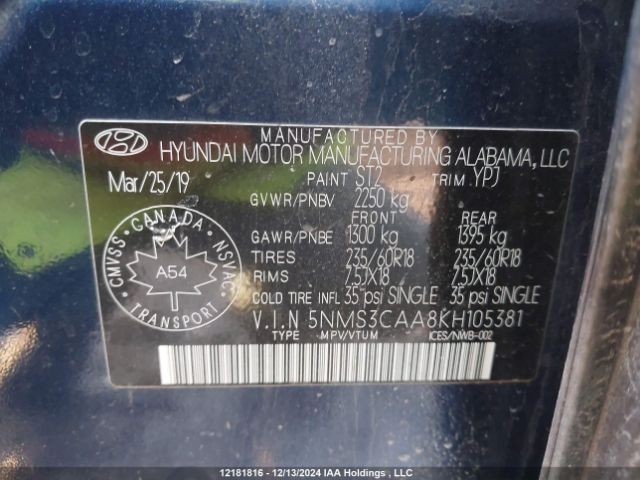 MANUFACTURED BY
HYUNDAI MOTOR MANUFACTURING ALABAMA, LLC
Mar/25/19 PAINT ST2 TRIM YPJ
GVWR/PNBV 2250 kg
FRONT REAR
GAWR/PNBE 1300 kg 1395 kg
TIRES 235/60R18 235/60R18
RIMS 7.5JX18 7.5JX18
COLD TIRE INFL 35 psi SINGLE 35 psi SINGLE
V.I.N 5NMS3CAA8KH105381
TYPE MPV/VTUM ICES/NWB-002
CMVSS · CANADA · NSVAC
A54
TRANSPORT
12181816 - 12/13/2024 IAA Holdings , LLC